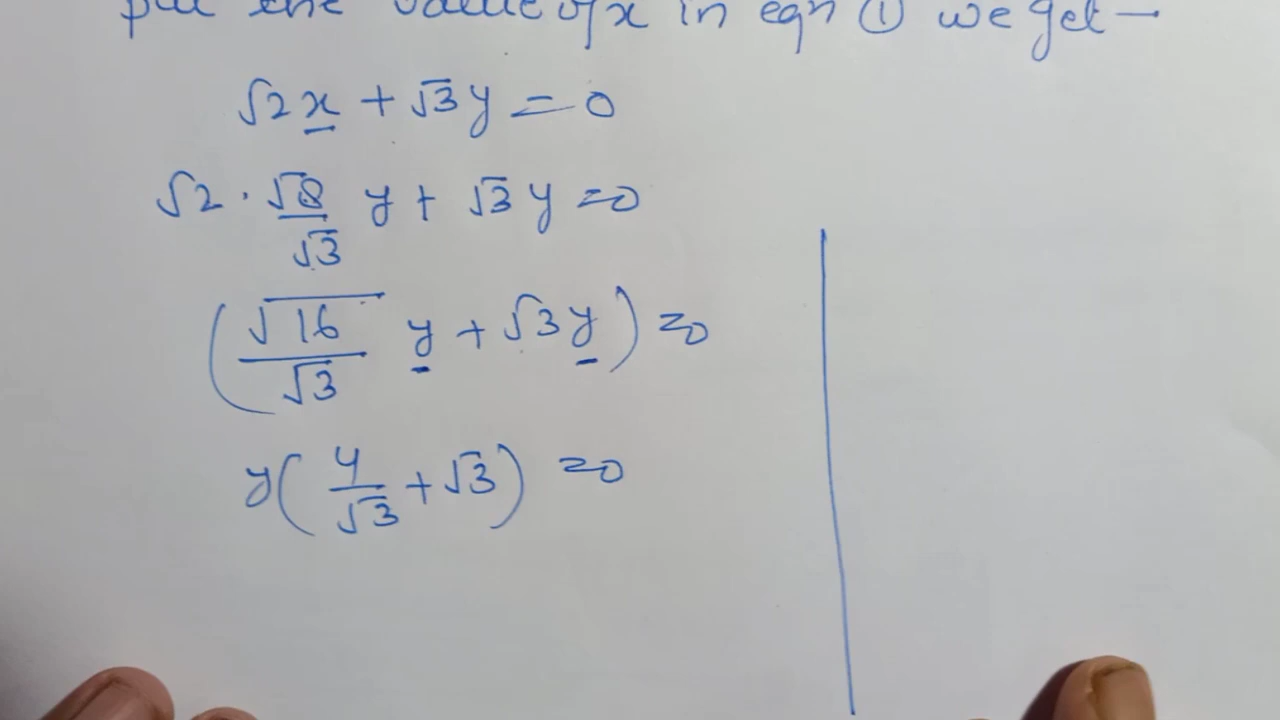 put the value of x in eqn ① we get —
√2x + √3y = 0
√2 · √8/√3 y + √3 y = 0
(√16/√3 y + √3y) = 0
y(4/√3 + √3) = 0